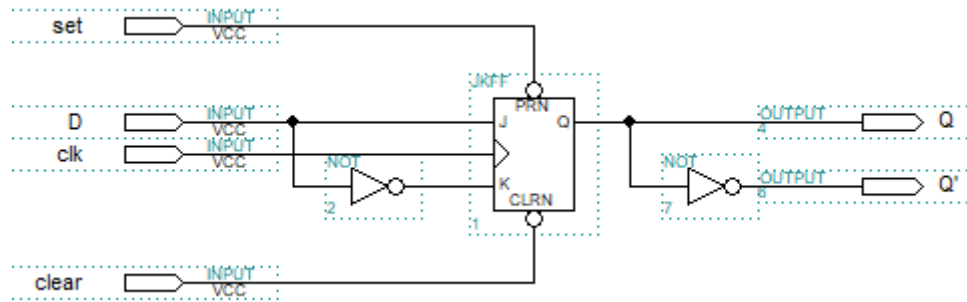 set INPUT VCC
JKFF
PRN
D INPUT VCC J Q OUTPUT 4 Q
clk INPUT VCC
NOT 2 K NOT 7 OUTPUT 8 Q'
CLRN
1
clear INPUT VCC